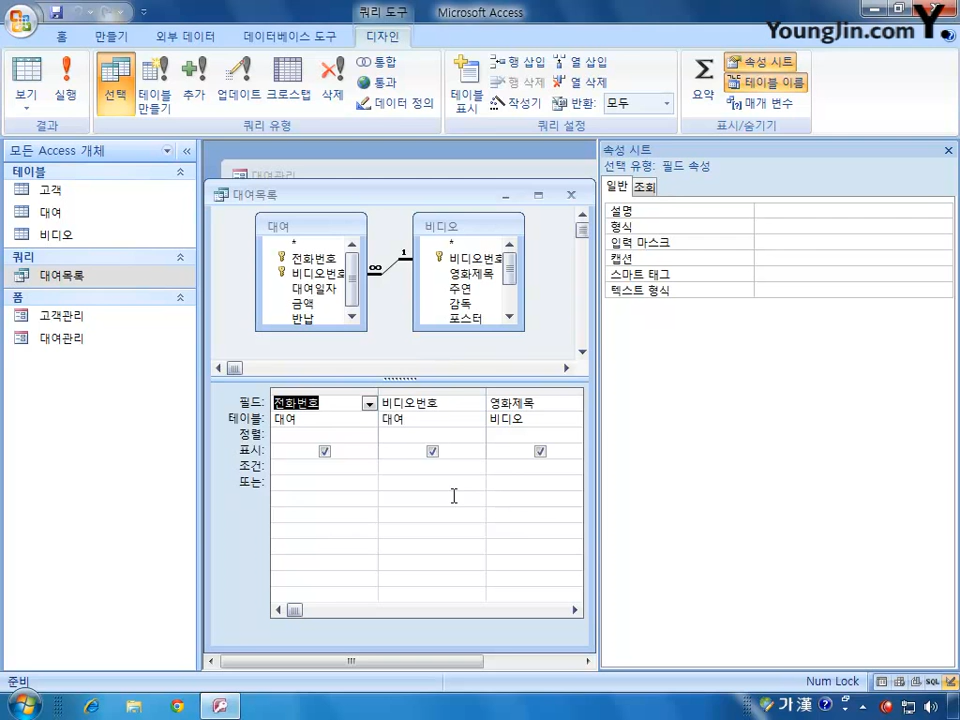 쿼리 도구
Microsoft Access
홈
만들기
외부 데이터
데이터베이스 도구
디자인
YoungJin.com Y.
보기
실행
결과
선택
테이블
만들기
추가
업데이트
크로스탭
삭제
통합
통과
데이터 정의
쿼리 유형
테이블
표시
행 삽입
행 삭제
작성기
열 삽입
열 삭제
반환:
모두
쿼리 설정
요약
속성 시트
테이블 이름
매개 변수
표시/숨기기
모든 Access 개체
테이블
고객
대여
비디오
쿼리
대여목록
폼
고객관리
대여관리
대여관리
대여목록
대여
*
전화번호
비디오번호
대여일자
금액
반납
∞
1
비디오
*
비디오번호
영화제목
주연
감독
포스터
필드:
전화번호
비디오번호
영화제목
테이블:
대여
대여
비디오
정렬:
표시:
조건:
또는:
속성 시트
선택 유형: 필드 속성
일반
조회
설명
형식
입력 마스크
캡션
스마트 태그
텍스트 형식
준비
Num Lock
SQL
가 漢